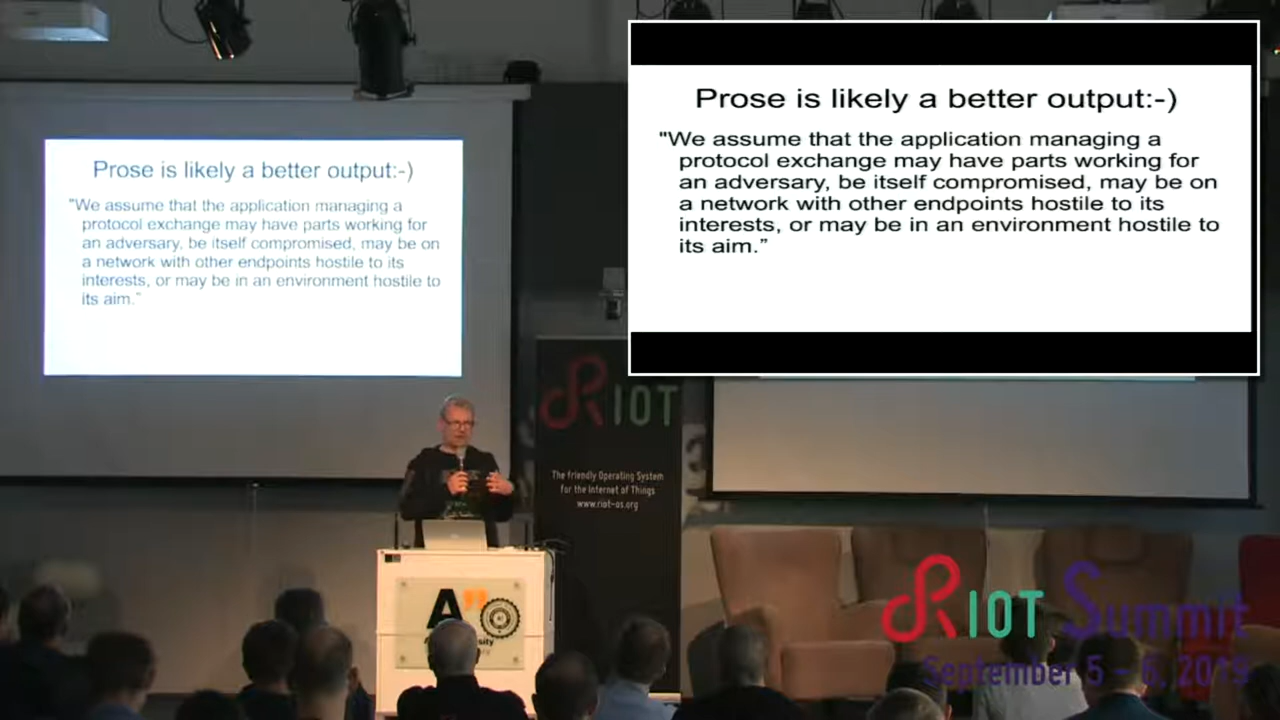 Prose is likely a better output:-)
"We assume that the application managing a
protocol exchange may have parts working for
an adversary, be itself compromised, may be on
a network with other endpoints hostile to its
interests, or may be in an environment hostile to
its aim.”
Prose is likely a better output:-)
"We assume that the application managing a
protocol exchange may have parts working for
an adversary, be itself compromised, may be on
a network with other endpoints hostile to its
interests, or may be in an environment hostile to
its aim.”
RIOT
The friendly Operating System
for the Internet of Things
www.riot-os.org
A"
RIOT Summit
September 5 - 6, 2019